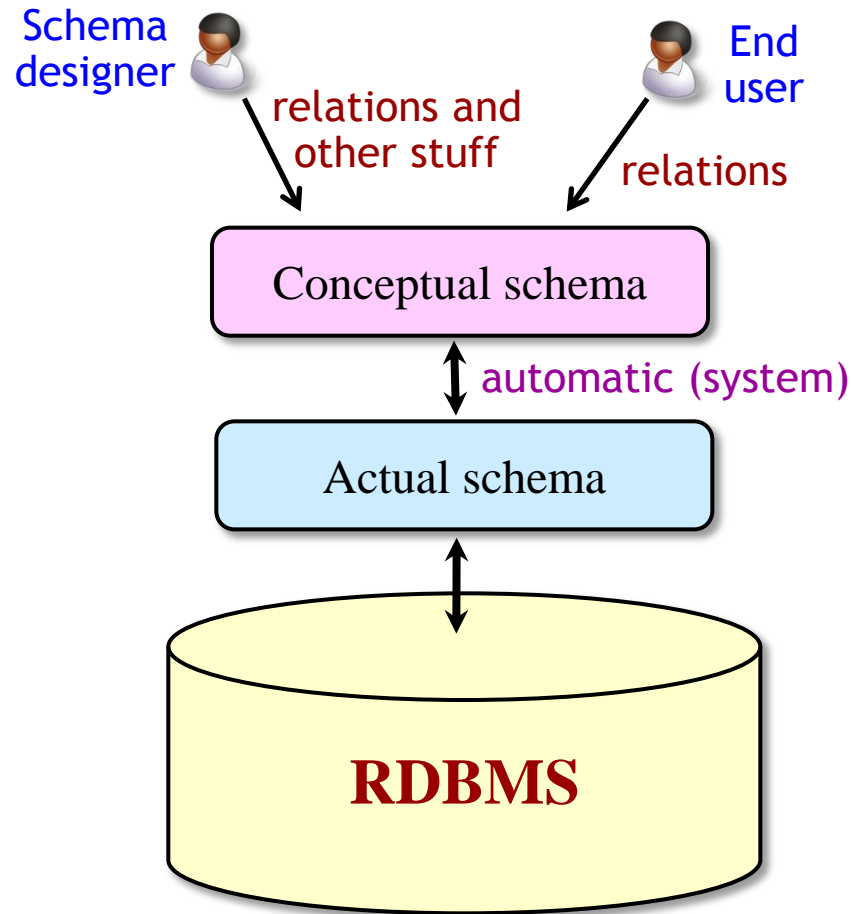 Schema
designer
End
user
relations and
other stuff
relations
Conceptual schema
automatic (system)
Actual schema
RDBMS